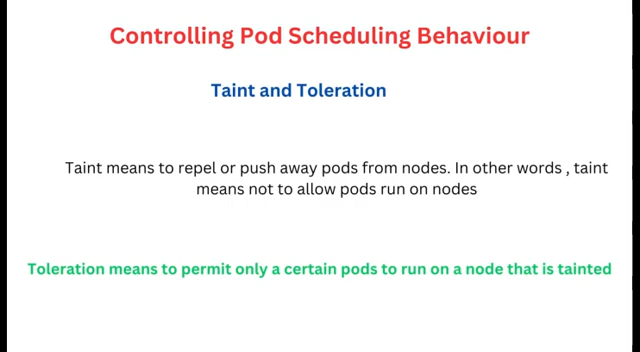 Controlling Pod Scheduling Behaviour
Taint and Toleration
Taint means to repel or push away pods from nodes. In other words , taint
means not to allow pods run on nodes
Toleration means to permit only a certain pods to run on a node that is tainted